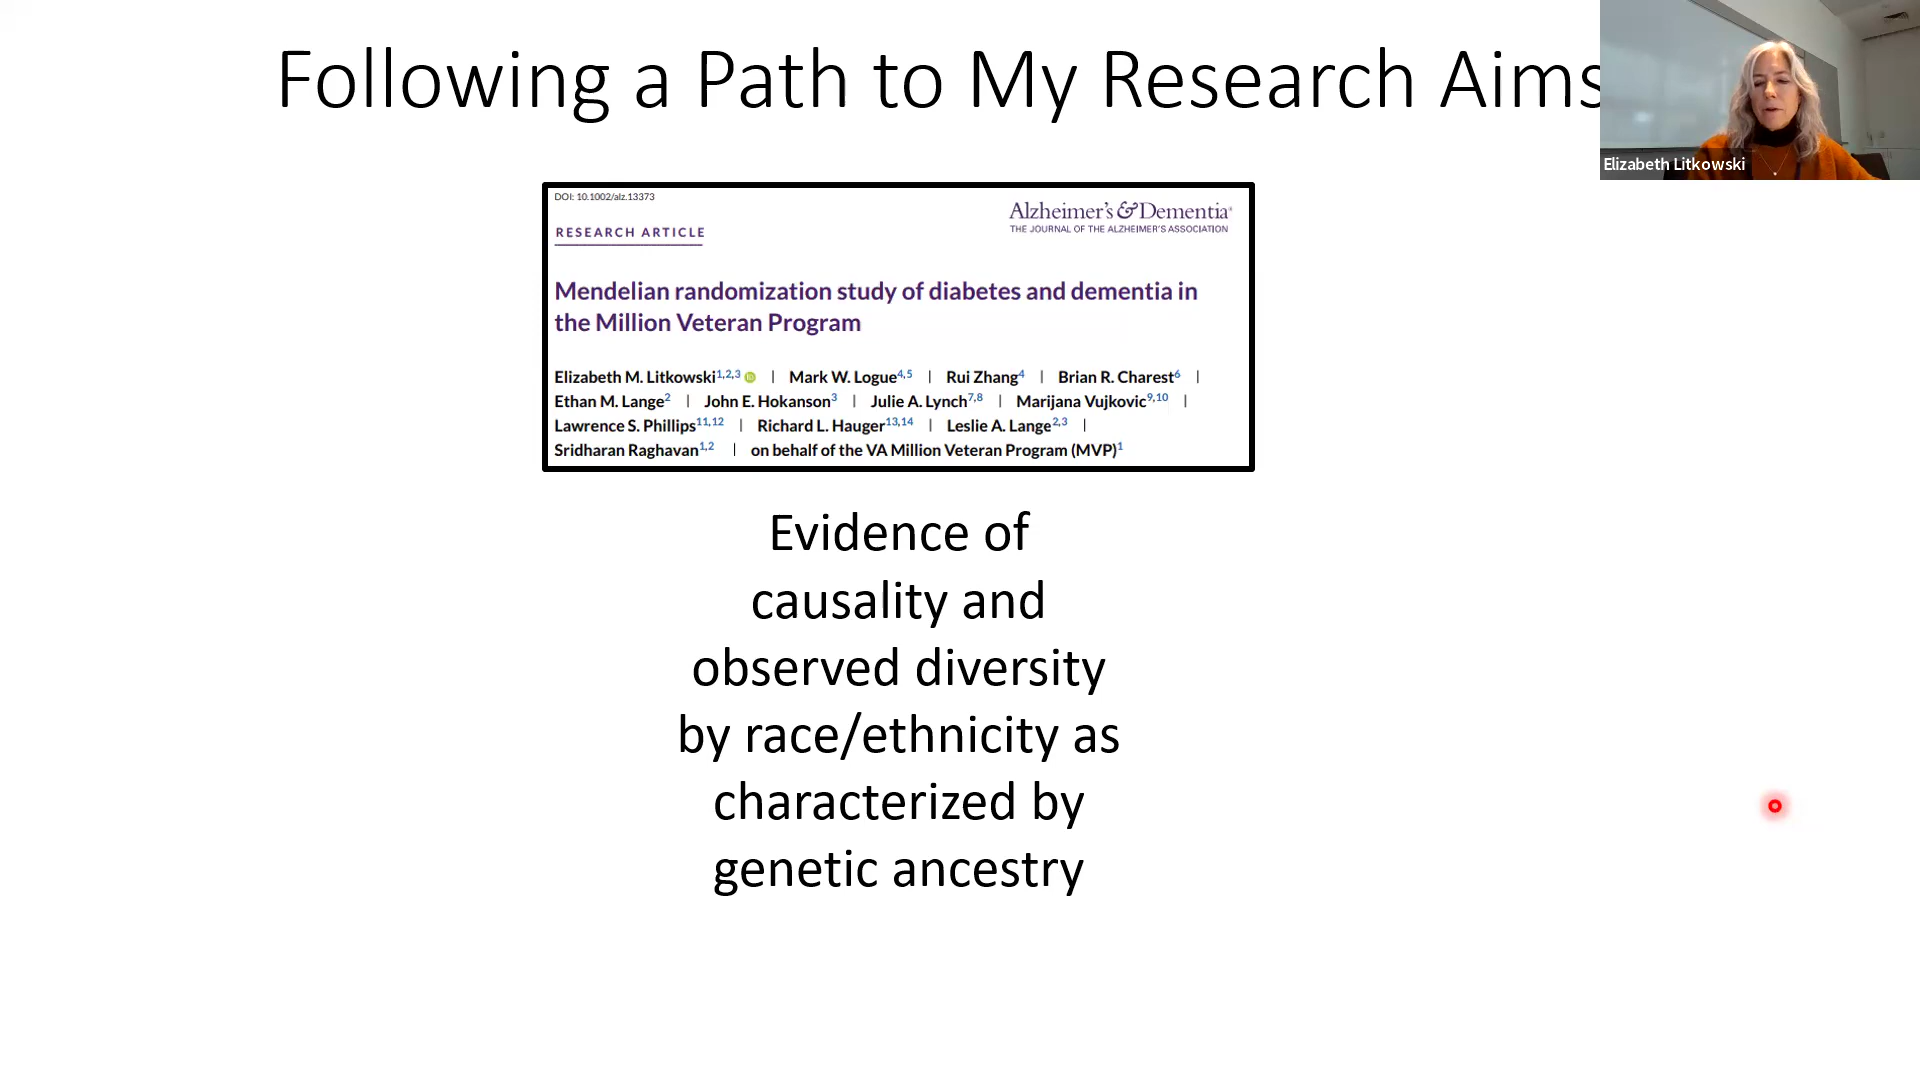 Following a Path to My Research Aims
Elizabeth Litkowski
DOI: 10.1002/alz.13373
Alzheimer's & Dementia®
THE JOURNAL OF THE ALZHEIMER'S ASSOCIATION
RESEARCH ARTICLE
Mendelian randomization study of diabetes and dementia in
the Million Veteran Program
Elizabeth M. Litkowski1,2,3 iD | Mark W. Logue4,5 | Rui Zhang4 | Brian R. Charest6 |
Ethan M. Lange2 | John E. Hokanson3 | Julie A. Lynch7,8 | Marijana Vujkovic9,10 |
Lawrence S. Phillips11,12 | Richard L. Hauger13,14 | Leslie A. Lange2,3 |
Sridharan Raghavan1,2 | on behalf of the VA Million Veteran Program (MVP)1
Evidence of
causality and
observed diversity
by race/ethnicity as
characterized by
genetic ancestry